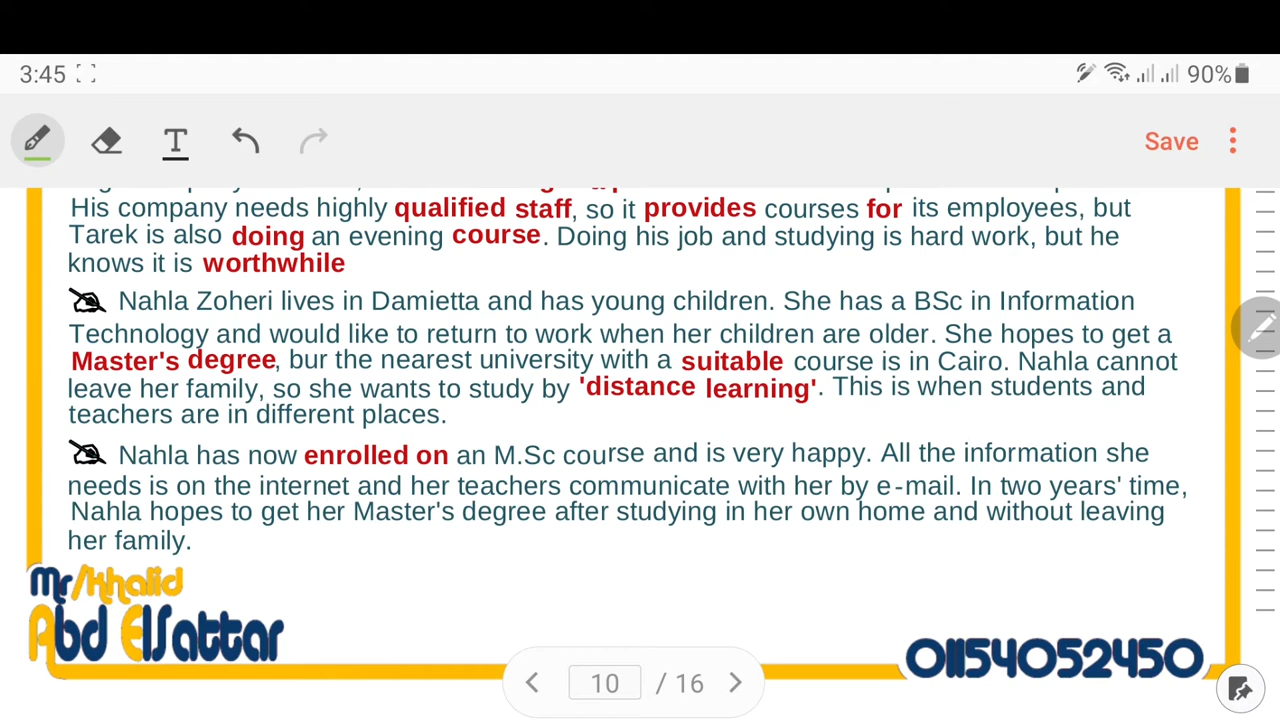 3:45
90%
T
Save
His company needs highly qualified staff, so it provides courses for its employees, but
Tarek is also doing an evening course. Doing his job and studying is hard work, but he
knows it is worthwhile
Nahla Zoheri lives in Damietta and has young children. She has a BSc in Information
Technology and would like to return to work when her children are older. She hopes to get a
Master's degree, bur the nearest university with a suitable course is in Cairo. Nahla cannot
leave her family, so she wants to study by 'distance learning'. This is when students and
teachers are in different places.
Nahla has now enrolled on an M.Sc course and is very happy. All the information she
needs is on the internet and her teachers communicate with her by e-mail. In two years' time,
Nahla hopes to get her Master's degree after studying in her own home and without leaving
her family.
Mr/Khalid
Abd ElSattar
01154052450
10 / 16